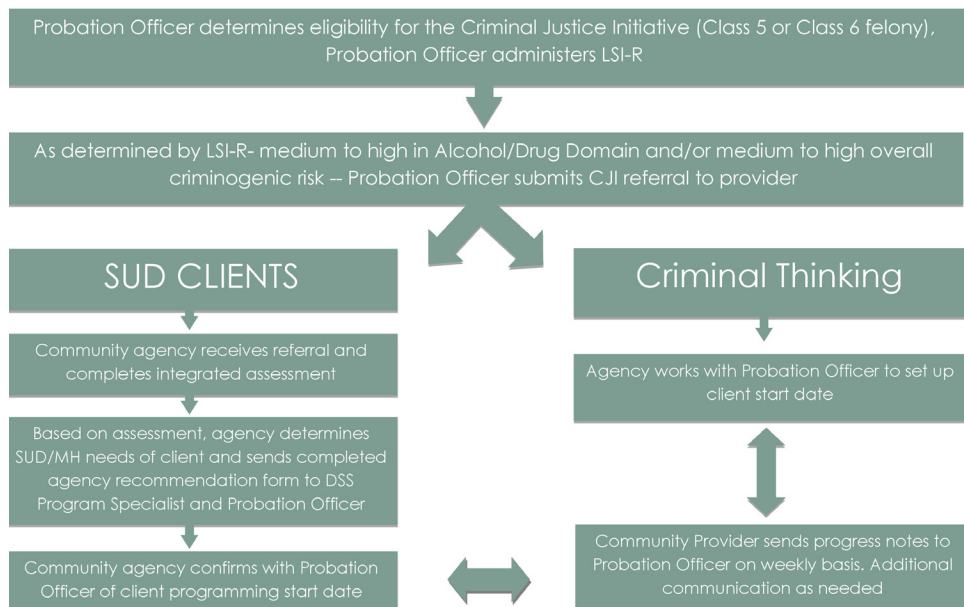 Probation Officer determines eligibility for the Criminal Justice Initiative (Class 5 or Class 6 felony),
Probation Officer administers LSI-R
As determined by LSI-R- medium to high in Alcohol/Drug Domain and/or medium to high overall
criminogenic risk -- Probation Officer submits CJI referral to provider
SUD CLIENTS
Community agency receives referral and
completes integrated assessment
Based on assessment, agency determines
SUD/MH needs of client and sends completed
agency recommendation form to DSS
Program Specialist and Probation Officer
Community agency confirms with Probation
Officer of client programming start date
Criminal Thinking
Agency works with Probation Officer to set up
client start date
Community Provider sends progress notes to
Probation Officer on weekly basis. Additional
communication as needed